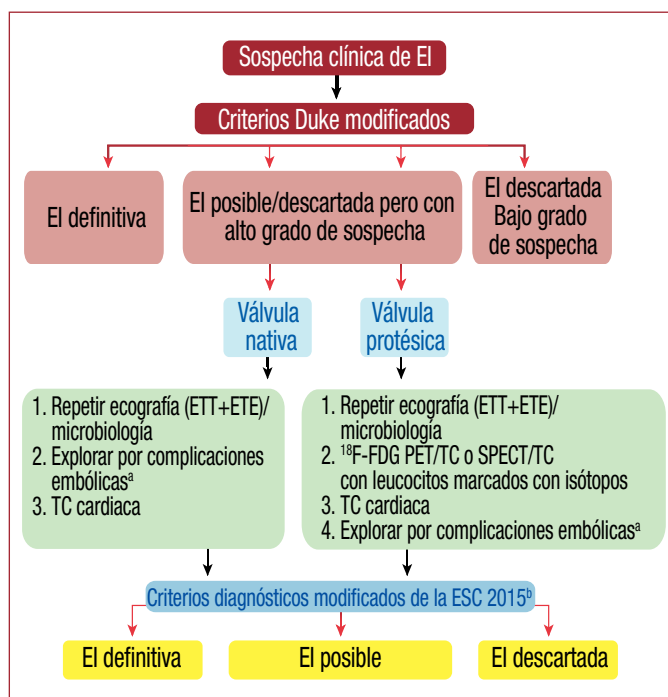 Sospecha clínica de EI
Criterios Duke modificados
EI definitiva
EI posible/descartada pero con
alto grado de sospecha
EI descartada
Bajo grado
de sospecha
Válvula
nativa
Válvula
protésica
1. Repetir ecografía (ETT+ETE)/
microbiología
2. Explorar por complicaciones
embólicasᵃ
3. TC cardiaca
1. Repetir ecografía (ETT+ETE)/
microbiología
2. ¹⁸F-FDG PET/TC o SPECT/TC
con leucocitos marcados con isótopos
3. TC cardiaca
4. Explorar por complicaciones embólicasᵃ
Criterios diagnósticos modificados de la ESC 2015ᵇ
EI definitiva
EI posible
EI descartada